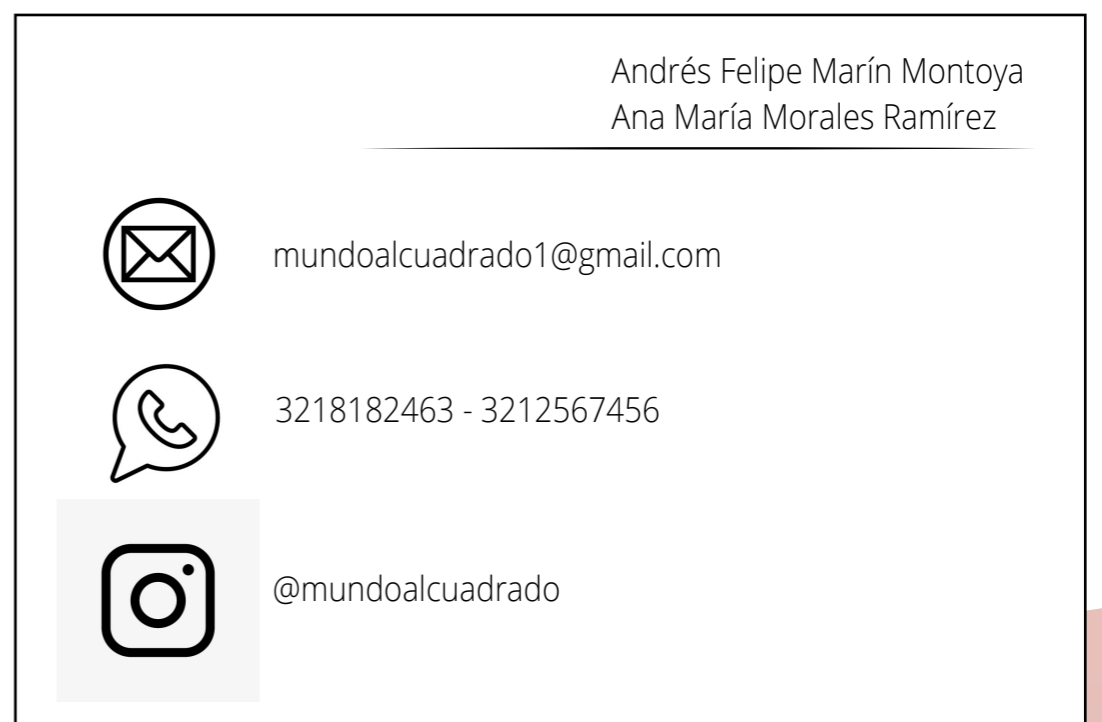 Andrés Felipe Marín Montoya
Ana María Morales Ramírez
mundoalcuadrado1@gmail.com
3218182463 - 3212567456
@mundoalcuadrado